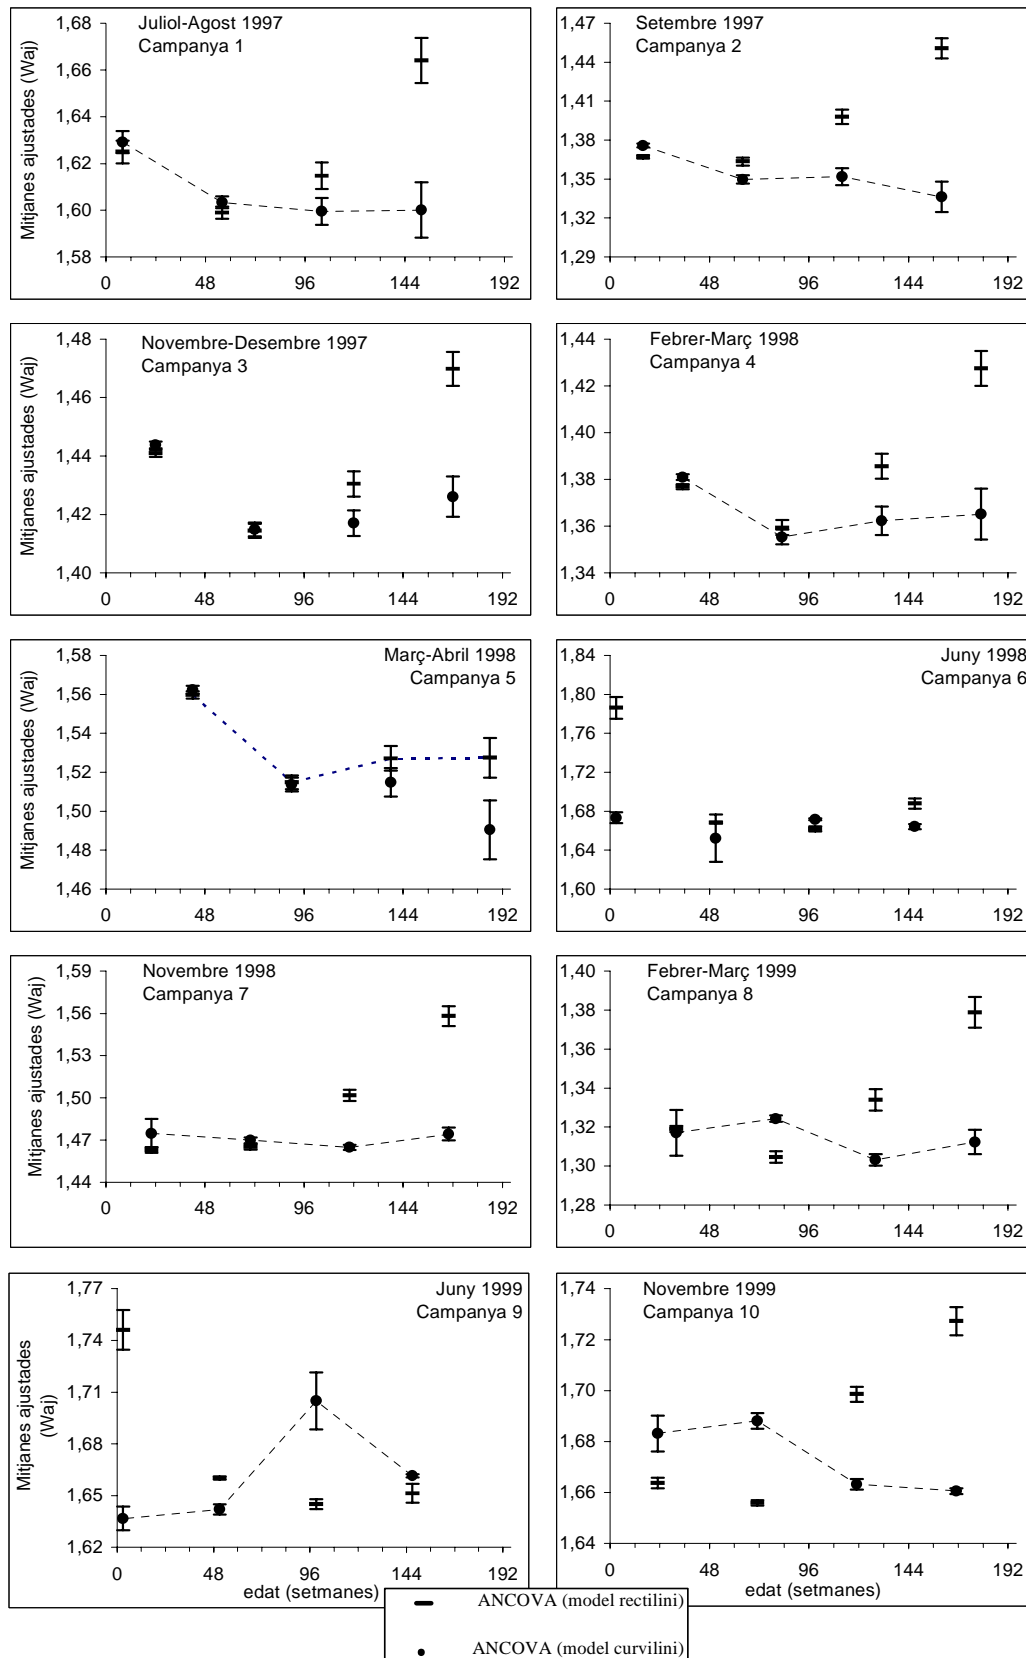 Juliol-Agost 1997
Campanya 1
Mitjanes ajustades (Waj)
1,68
1,66
1,64
1,62
1,60
1,58
0 48 96 144 192
Setembre 1997
Campanya 2
1,47
1,44
1,41
1,38
1,35
1,32
1,29
0 48 96 144 192
Novembre-Desembre 1997
Campanya 3
Mitjanes ajustades (Waj)
1,48
1,46
1,44
1,42
1,40
0 48 96 144 192
Febrer-Març 1998
Campanya 4
1,44
1,42
1,40
1,38
1,36
1,34
0 48 96 144 192
Març-Abril 1998
Campanya 5
Mitjanes ajustades (Waj)
1,58
1,56
1,54
1,52
1,50
1,48
1,46
0 48 96 144 192
Juny 1998
Campanya 6
1,84
1,80
1,76
1,72
1,68
1,64
1,60
0 48 96 144 192
Novembre 1998
Campanya 7
Mitjanes ajustades (Waj)
1,59
1,56
1,53
1,50
1,47
1,44
0 48 96 144 192
Febrer-Març 1999
Campanya 8
1,40
1,38
1,36
1,34
1,32
1,30
1,28
0 48 96 144 192
Juny 1999
Campanya 9
Mitjanes ajustades
(Waj)
1,77
1,74
1,71
1,68
1,65
1,62
0 48 96 144 192
edat (setmanes)
Novembre 1999
Campanya 10
1,74
1,72
1,70
1,68
1,66
1,64
0 48 96 144 192
edat (setmanes)
ANCOVA (model rectilini)
ANCOVA (model curvilini)